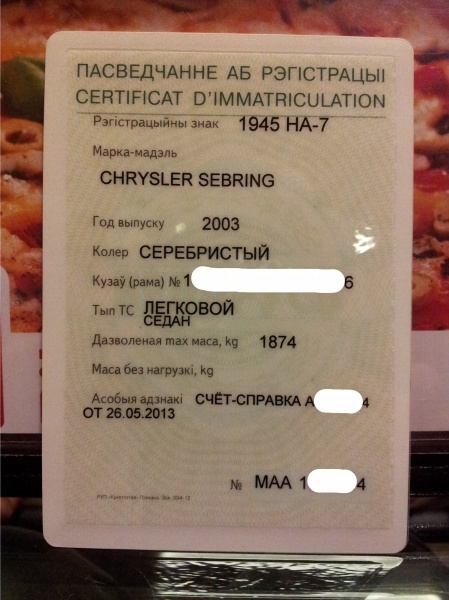 ПАСВЕДЧАННЕ АБ РЭГІСТРАЦЫІ
CERTIFICAT D'IMMATRICULATION
Рэгістрацыйны знак 1945 HA-7
Марка-мадэль
CHRYSLER SEBRING
Год выпуску 2003
Колер СЕРЕБРИСТЫЙ
Кузаў (рама) № 1 6
Тып ТС ЛЕГКОВОЙ
СЕДАН
Дазволеная max маса, kg 1874
Маса без нагрузкі, kg
Асобыя адзнакі СЧЁТ-СПРАВКА А 4
ОТ 26.05.2013
№ МАА 1 4